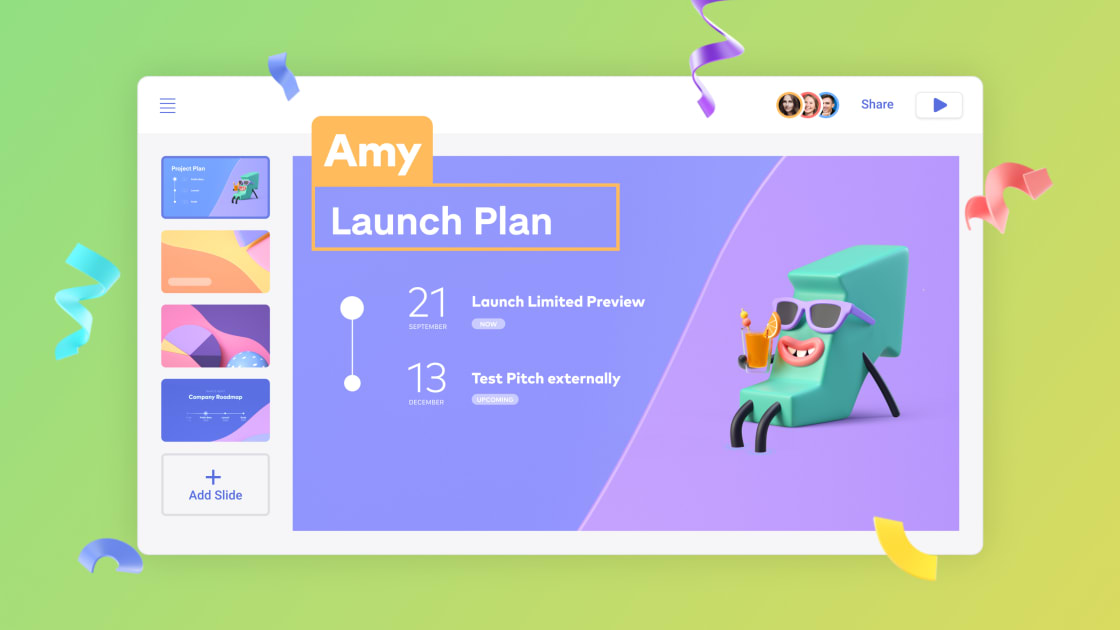 Share
Amy
Launch Plan
21
SEPTEMBER
Launch Limited Preview
NOW
13
DECEMBER
Test Pitch externally
UPCOMING
Project Plan
Company Roadmap
+
Add Slide